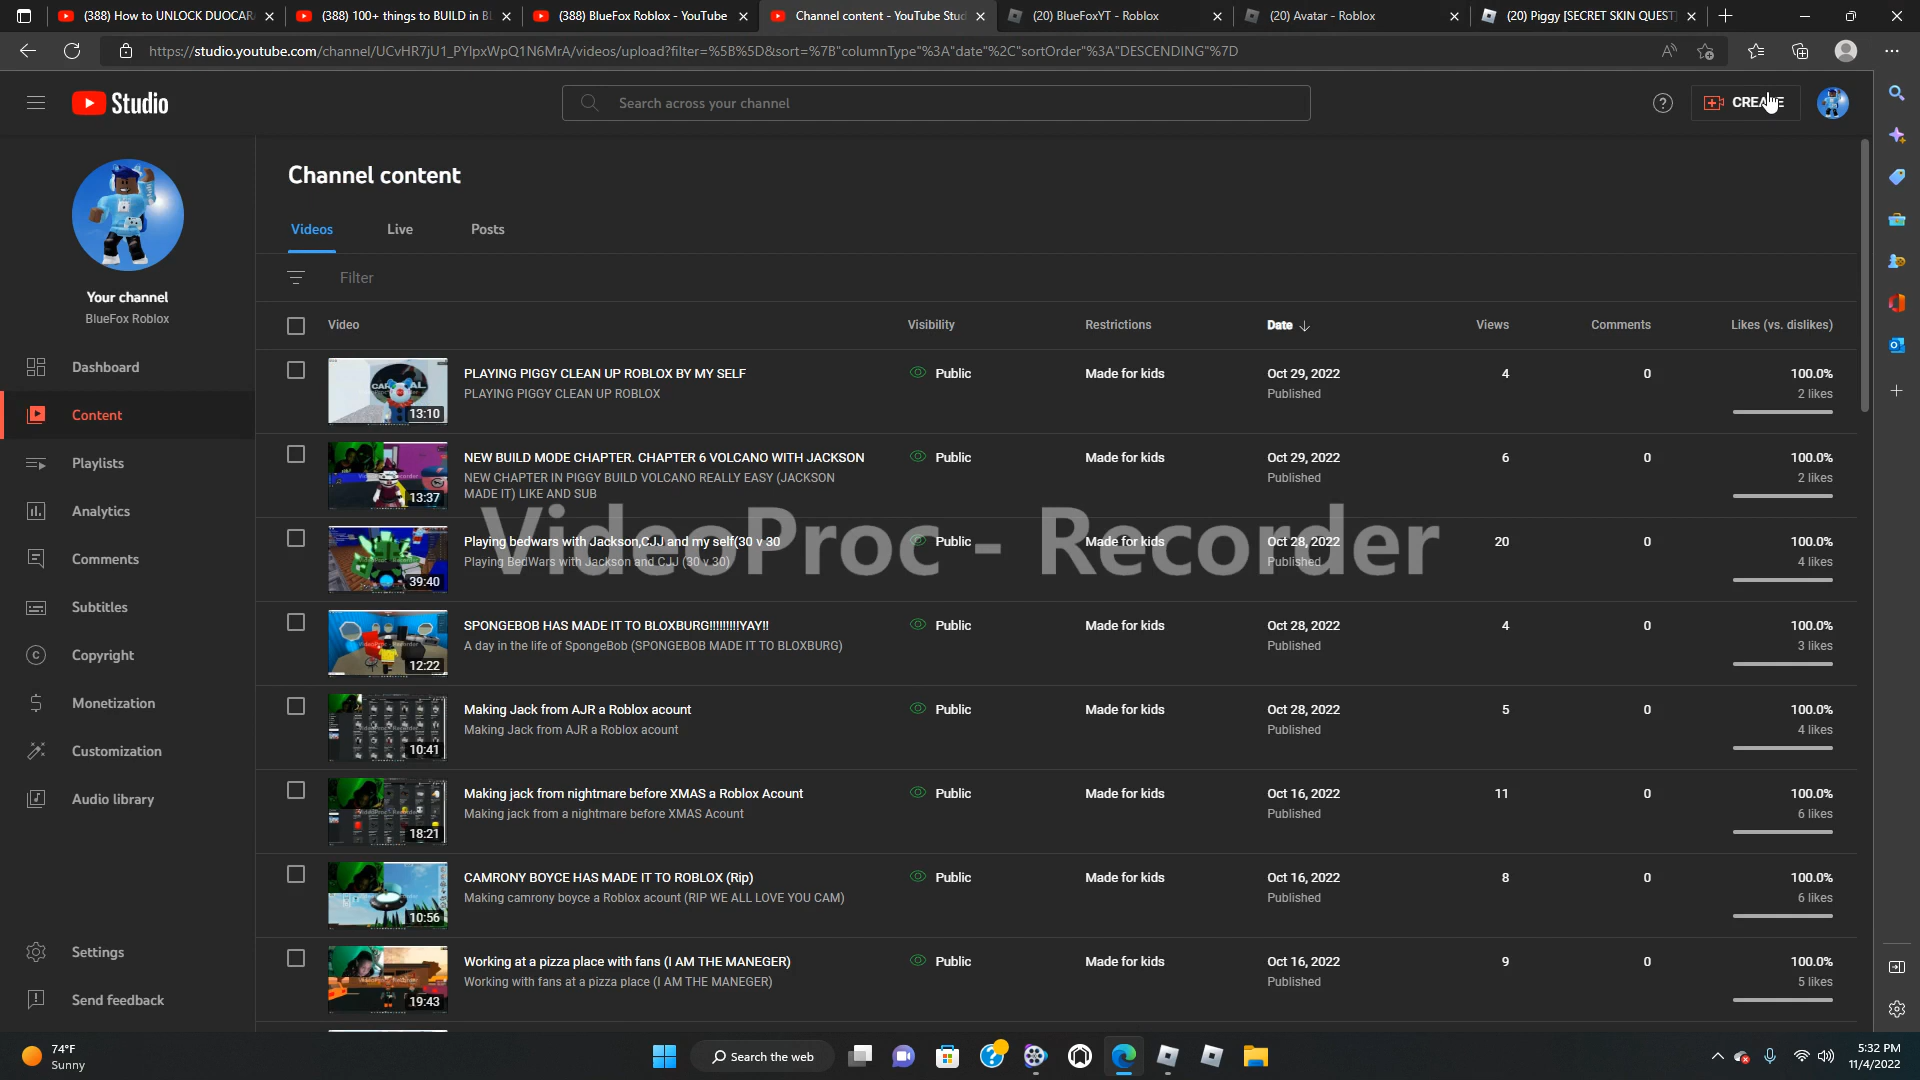 (388) How to UNLOCK DUOCAR
(388) 100+ things to BUILD in B
(388) BlueFox Roblox - YouTube
Channel content - YouTube Stud
(20) BlueFoxYT - Roblox
(20) Avatar - Roblox
(20) Piggy [SECRET SKIN QUEST]
https://studio.youtube.com/channel/UCvHR7jU1_PYIpxWpQ1N6MrA/videos/upload?filter=%5B%5D&sort=%7B"columnType"%3A"date"%2C"sortOrder"%3A"DESCENDING"%7D
Studio
Search across your channel
CREATE
Your channel
BlueFox Roblox
Dashboard
Content
Playlists
Analytics
Comments
Subtitles
Copyright
Monetization
Customization
Audio library
Settings
Send feedback
Channel content
Videos Live Posts
Filter
Video Visibility Restrictions Date Views Comments Likes (vs. dislikes)
PLAYING PIGGY CLEAN UP ROBLOX BY MY SELF Public Made for kids Oct 29, 2022 4 0 100.0%
PLAYING PIGGY CLEAN UP ROBLOX Published 2 likes
13:10
NEW BUILD MODE CHAPTER. CHAPTER 6 VOLCANO WITH JACKSON Public Made for kids Oct 29, 2022 6 0 100.0%
NEW CHAPTER IN PIGGY BUILD VOLCANO REALLY EASY (JACKSON Published 2 likes
MADE IT) LIKE AND SUB
13:37
VideoProc - Recorder
Playing bedwars with Jackson,CJJ and my self(30 v 30 Public Made for kids Oct 28, 2022 20 0 100.0%
Playing BedWars with Jackson and CJJ (30 v 30) Published 4 likes
39:40
SPONGEBOB HAS MADE IT TO BLOXBURG!!!!!!!!!YAY!! Public Made for kids Oct 28, 2022 4 0 100.0%
A day in the life of SpongeBob (SPONGEBOB MADE IT TO BLOXBURG) Published 3 likes
12:22
Making Jack from AJR a Roblox acount Public Made for kids Oct 28, 2022 5 0 100.0%
Making Jack from AJR a Roblox acount Published 4 likes
10:41
Making jack from nightmare before XMAS a Roblox Acount Public Made for kids Oct 16, 2022 11 0 100.0%
Making jack from a nightmare before XMAS Acount Published 6 likes
18:21
CAMRONY BOYCE HAS MADE IT TO ROBLOX (Rip) Public Made for kids Oct 16, 2022 8 0 100.0%
Making camrony boyce a Roblox acount (RIP WE ALL LOVE YOU CAM) Published 6 likes
10:56
Working at a pizza place with fans (I AM THE MANEGER) Public Made for kids Oct 16, 2022 9 0 100.0%
Working with fans at a pizza place (I AM THE MANEGER) Published 5 likes
19:43
74°F
Sunny
Search the web
5:32 PM
11/4/2022